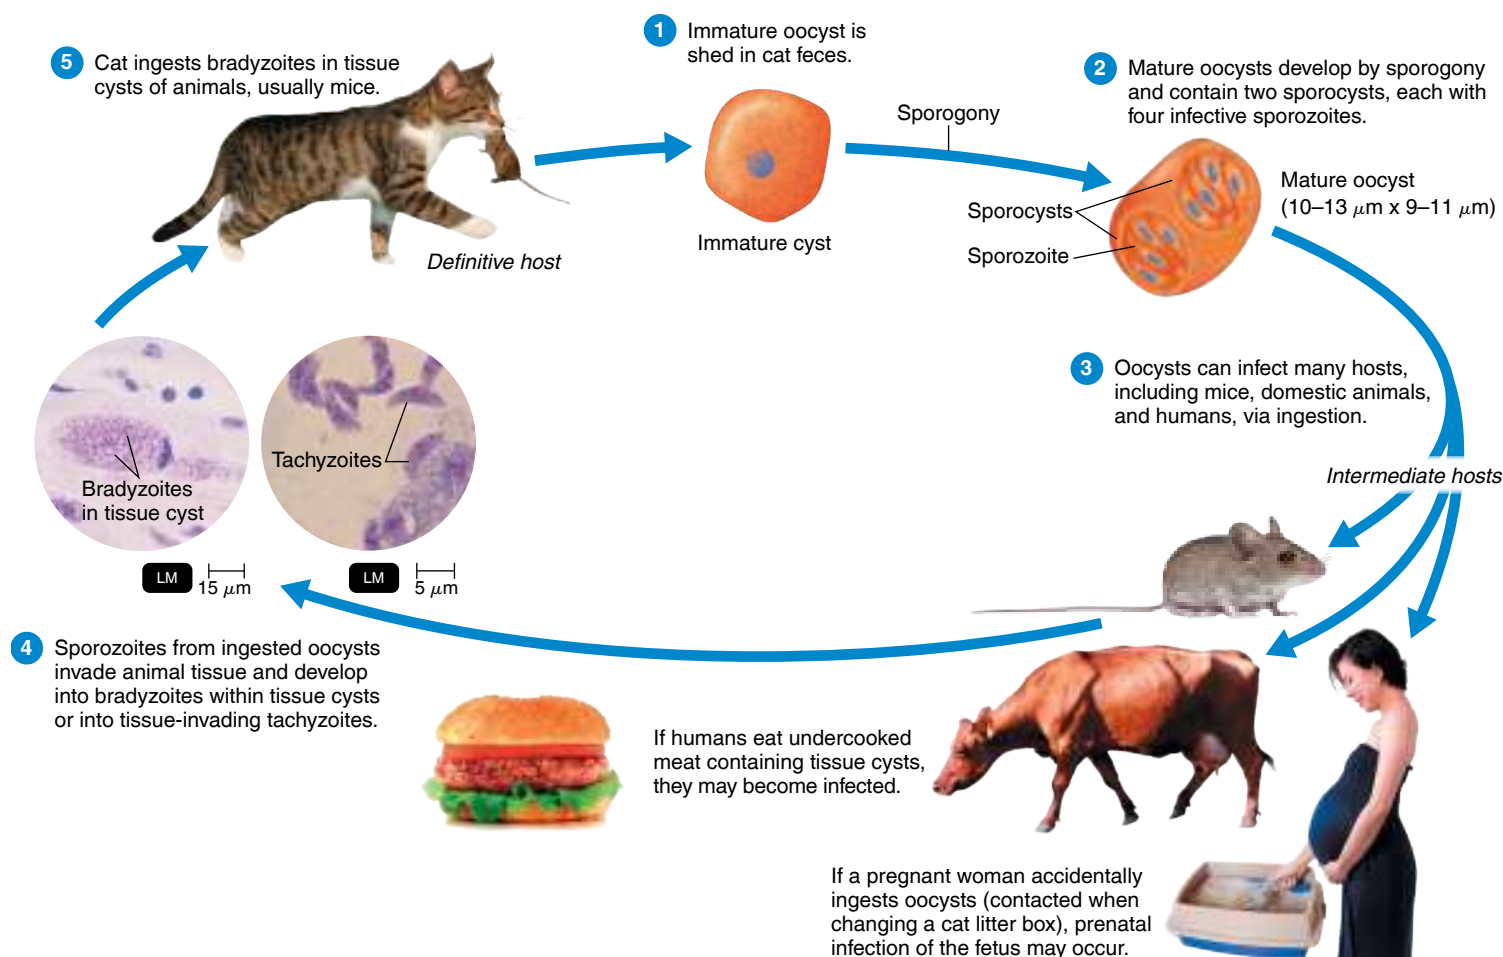 1 Immature oocyst is
shed in cat feces.
5 Cat ingests bradyzoites in tissue
cysts of animals, usually mice.
2 Mature oocysts develop by sporogony
and contain two sporocysts, each with
four infective sporozoites.
Sporogony
Mature oocyst
(10–13 μm x 9–11 μm)
Sporocysts
Sporozoite
Immature cyst
Definitive host
3 Oocysts can infect many hosts,
including mice, domestic animals,
and humans, via ingestion.
Intermediate hosts
Tachyzoites
Bradyzoites
in tissue cyst
LM 15 μm
LM 5 μm
4 Sporozoites from ingested oocysts
invade animal tissue and develop
into bradyzoites within tissue cysts
or into tissue-invading tachyzoites.
If humans eat undercooked
meat containing tissue cysts,
they may become infected.
If a pregnant woman accidentally
ingests oocysts (contacted when
changing a cat litter box), prenatal
infection of the fetus may occur.